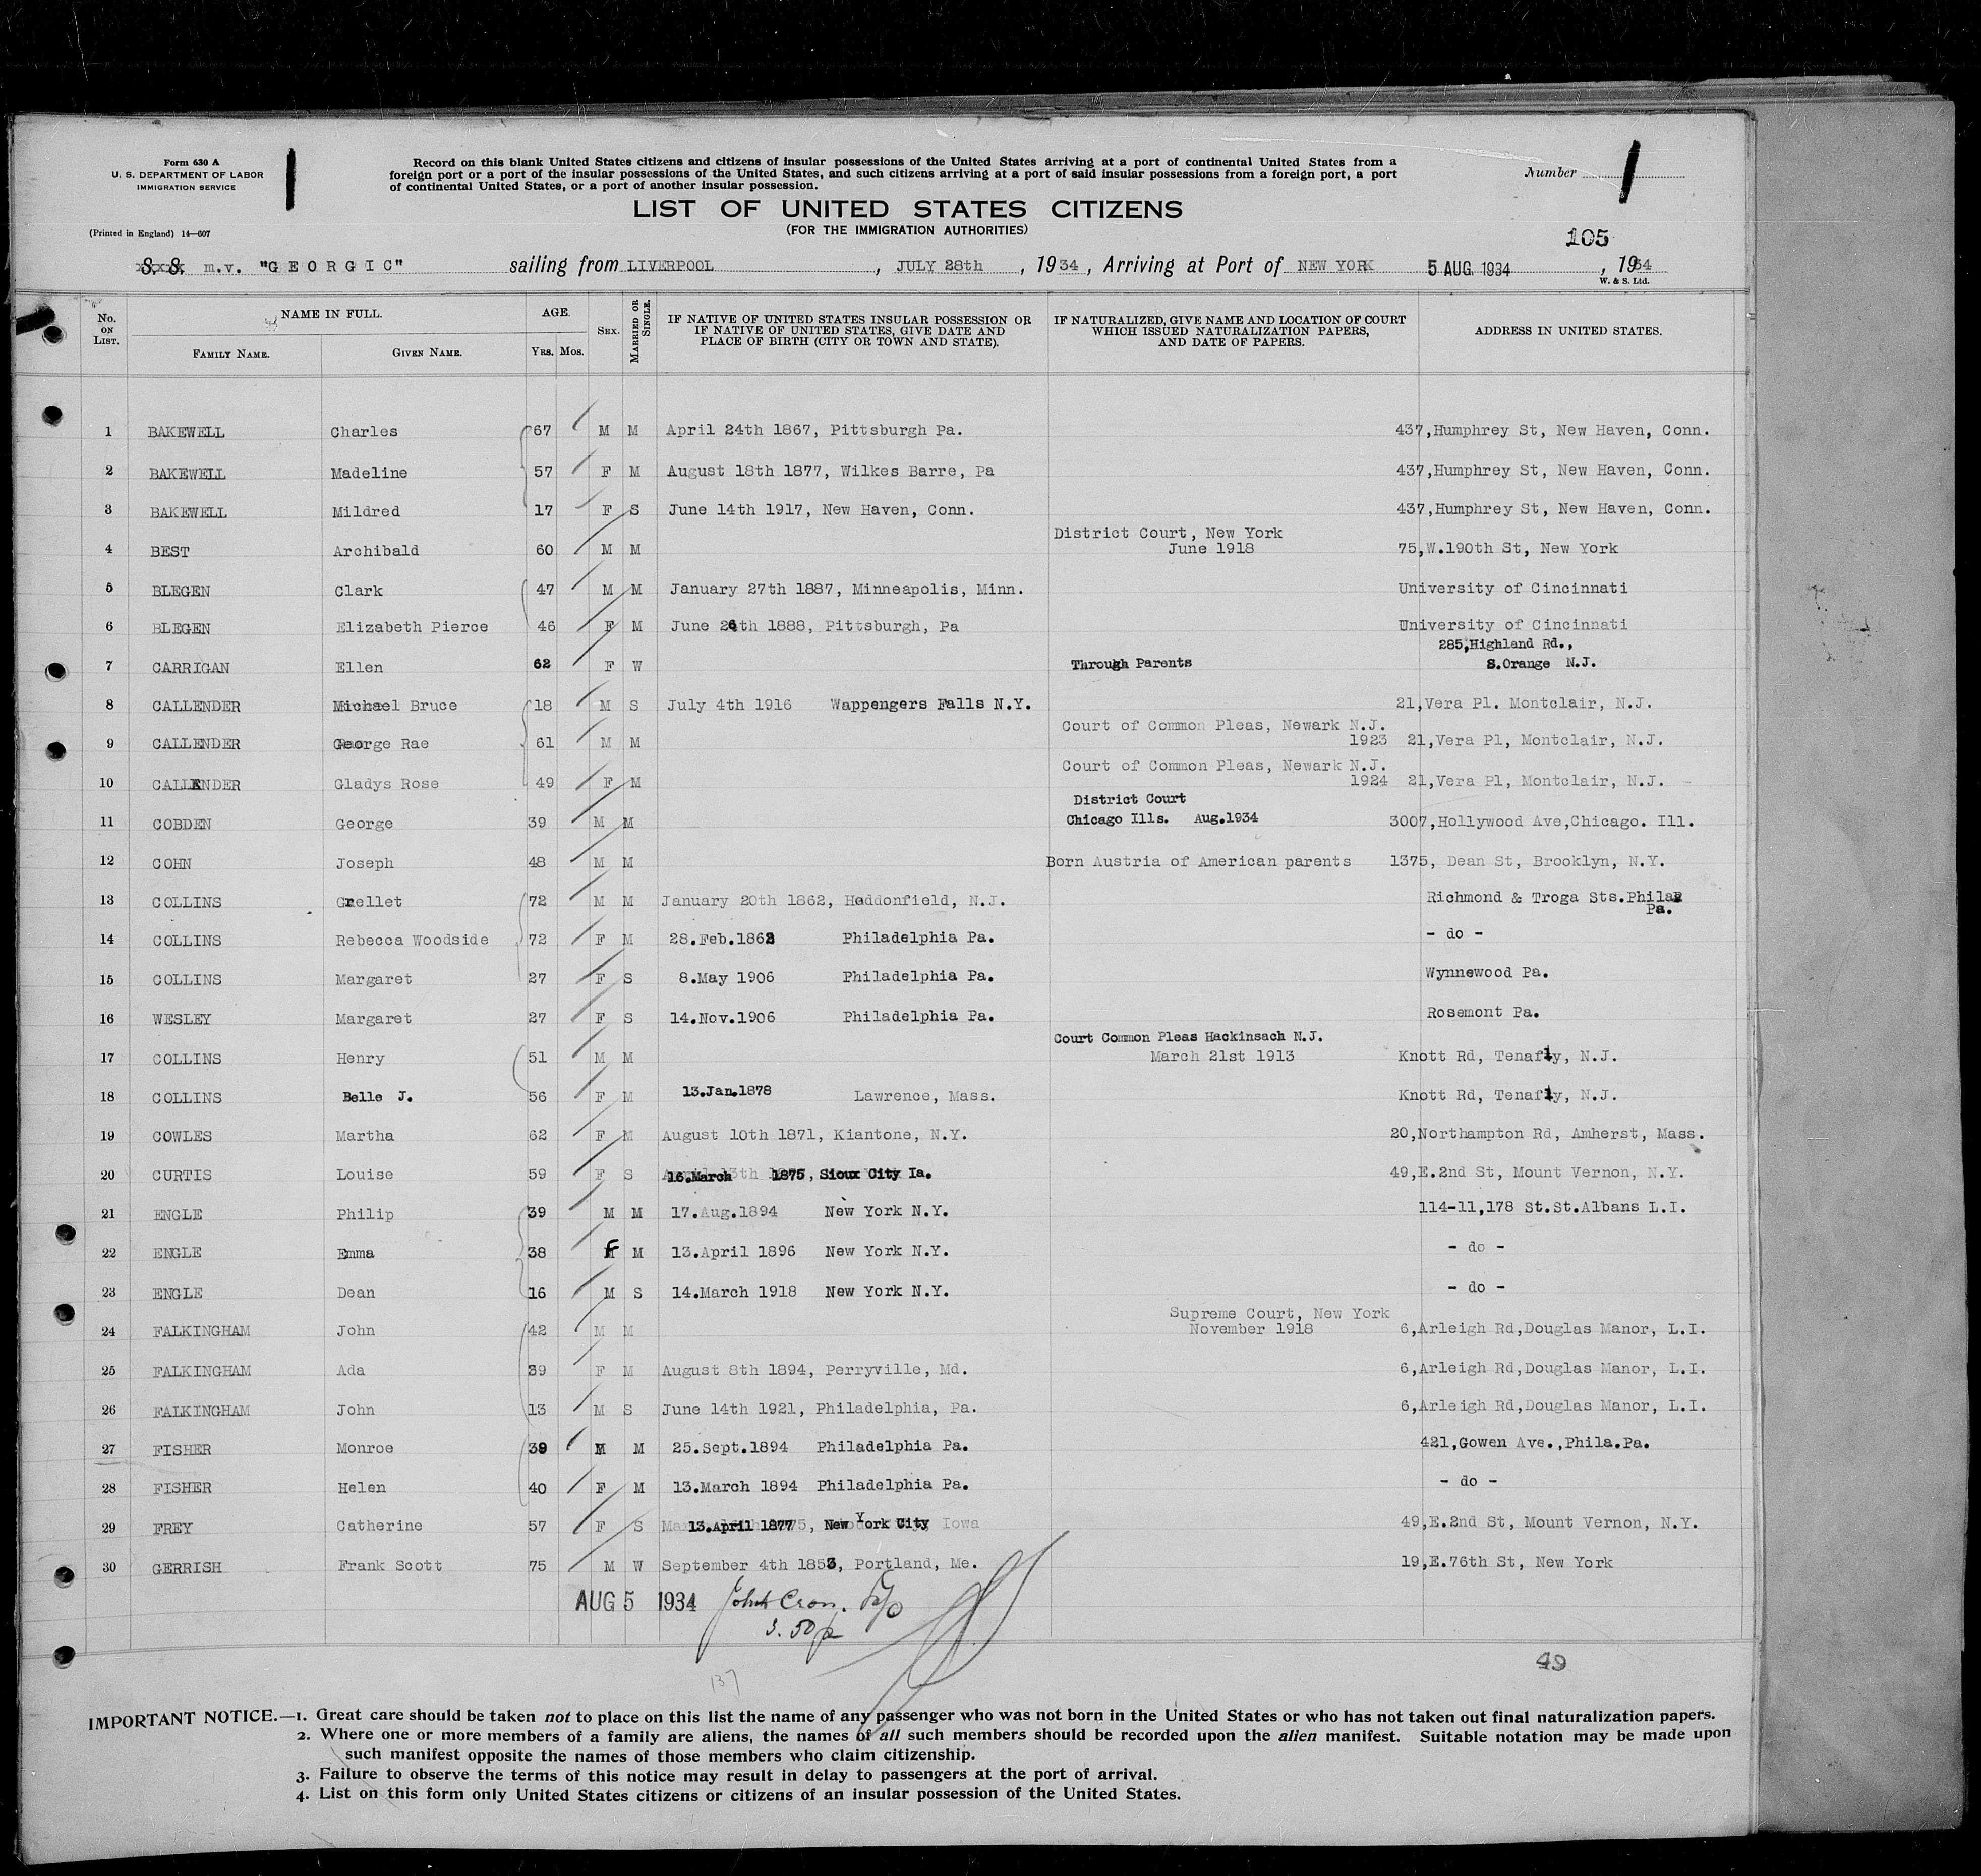 Form 630 A
U. S. DEPARTMENT OF LABOR
IMMIGRATION SERVICE
(Printed in England) 14—607
Record on this blank United States citizens and citizens of insular possessions of the United States arriving at a port of continental United States from a
foreign port or a port of the insular possessions of the United States, and such citizens arriving at a port of said insular possessions from a foreign port, a port
of continental United States, or a port of another insular possession.
Number 1
LIST OF UNITED STATES CITIZENS
(FOR THE IMMIGRATION AUTHORITIES)
105
S. S. m.v. "GEORGIC" sailing from LIVERPOOL, JULY 28th, 1934, Arriving at Port of NEW YORK 5 AUG. 1934, 1934
W. & S. Ltd.
No. ON LIST. NAME IN FULL. FAMILY NAME. GIVEN NAME. AGE. YRS. MOS. SEX. MARRIED OR SINGLE. IF NATIVE OF UNITED STATES INSULAR POSSESSION OR IF NATIVE OF UNITED STATES, GIVE DATE AND PLACE OF BIRTH (CITY OR TOWN AND STATE). IF NATURALIZED, GIVE NAME AND LOCATION OF COURT WHICH ISSUED NATURALIZATION PAPERS, AND DATE OF PAPERS. ADDRESS IN UNITED STATES.
1 BAKEWELL Charles 67 M M April 24th 1867, Pittsburgh Pa. 437,Humphrey St, New Haven, Conn.
2 BAKEWELL Madeline 57 F M August 18th 1877, Wilkes Barre, Pa 437,Humphrey St, New Haven, Conn.
3 BAKEWELL Mildred 17 F S June 14th 1917, New Haven, Conn. 437,Humphrey St, New Haven, Conn.
4 BEST Archibald 60 M M District Court, New York June 1918 75,W.190th St, New York
5 BLEGEN Clark 47 M M January 27th 1887, Minneapolis, Minn. University of Cincinnati
6 BLEGEN Elizabeth Pierce 46 F M June 26th 1888, Pittsburgh, Pa University of Cincinnati
7 CARRIGAN Ellen 62 F W Through Parents 285,Highland Rd., S.Orange N.J.
8 CALLENDER Michael Bruce 18 M S July 4th 1916 Wappengers Falls N.Y. 21,Vera Pl. Montclair, N.J.
9 CALLENDER George Rae 61 M M Court of Common Pleas, Newark N.J. 1923 21,Vera Pl, Montclair, N.J.
10 CALLENDER Gladys Rose 49 F M Court of Common Pleas, Newark N.J. 1924 21,Vera Pl, Montclair, N.J.
11 COBDEN George 39 M M District Court Chicago Ills. Aug.1934 3007,Hollywood Ave,Chicago. Ill.
12 COHN Joseph 48 M M Born Austria of American parents 1375, Dean St, Brooklyn, N.Y.
13 COLLINS Grellet 72 M M January 20th 1862, Haddonfield, N.J. Richmond & Troga Sts.Phila Pa.
14 COLLINS Rebecca Woodside 72 F M 28.Feb.1862 Philadelphia Pa. - do -
15 COLLINS Margaret 27 F S 8.May 1906 Philadelphia Pa. Wynnewood Pa.
16 WESLEY Margaret 27 F S 14.Nov.1906 Philadelphia Pa. Rosemont Pa.
17 COLLINS Henry 51 M M Court Common Pleas Hackinsach N.J. March 21st 1913 Knott Rd, Tenafly, N.J.
18 COLLINS Belle J. 56 F M 13.Jan.1878 Lawrence, Mass. Knott Rd, Tenafly, N.J.
19 COWLES Martha 62 F M August 10th 1871, Kiantone, N.Y. 20,Northampton Rd, Amherst, Mass.
20 CURTIS Louise 59 F S 16.March 1875, Sioux City Ia. 49,E.2nd St, Mount Vernon, N.Y.
21 ENGLE Philip 39 M M 17.Aug.1894 New York N.Y. 114-11,178 St.St.Albans L.I.
22 ENGLE Emma 38 F M 13.April 1896 New York N.Y. - do -
23 ENGLE Dean 16 M S 14.March 1918 New York N.Y. - do -
24 FALKINGHAM John 42 M M Supreme Court, New York November 1918 6,Arleigh Rd,Douglas Manor, L.I.
25 FALKINGHAM Ada 39 F M August 8th 1894, Perryville, Md. 6,Arleigh Rd,Douglas Manor, L.I.
26 FALKINGHAM John 13 M S June 14th 1921, Philadelphia, Pa. 6,Arleigh Rd,Douglas Manor, L.I.
27 FISHER Monroe 39 M M 25.Sept.1894 Philadelphia Pa. 421,Gowen Ave.,Phila.Pa.
28 FISHER Helen 40 F M 13.March 1894 Philadelphia Pa. - do -
29 FREY Catherine 57 F S 13.April 1877, New York City 49,E.2nd St, Mount Vernon, N.Y.
30 GERRISH Frank Scott 75 M W September 4th 1853, Portland, Me. 19,E.76th St, New York
AUG 5 1934 John Cron.
3.50 p
49
137
IMPORTANT NOTICE.—1. Great care should be taken not to place on this list the name of any passenger who was not born in the United States or who has not taken out final naturalization papers.
2. Where one or more members of a family are aliens, the names of all such members should be recorded upon the alien manifest. Suitable notation may be made upon
such manifest opposite the names of those members who claim citizenship.
3. Failure to observe the terms of this notice may result in delay to passengers at the port of arrival.
4. List on this form only United States citizens or citizens of an insular possession of the United States.